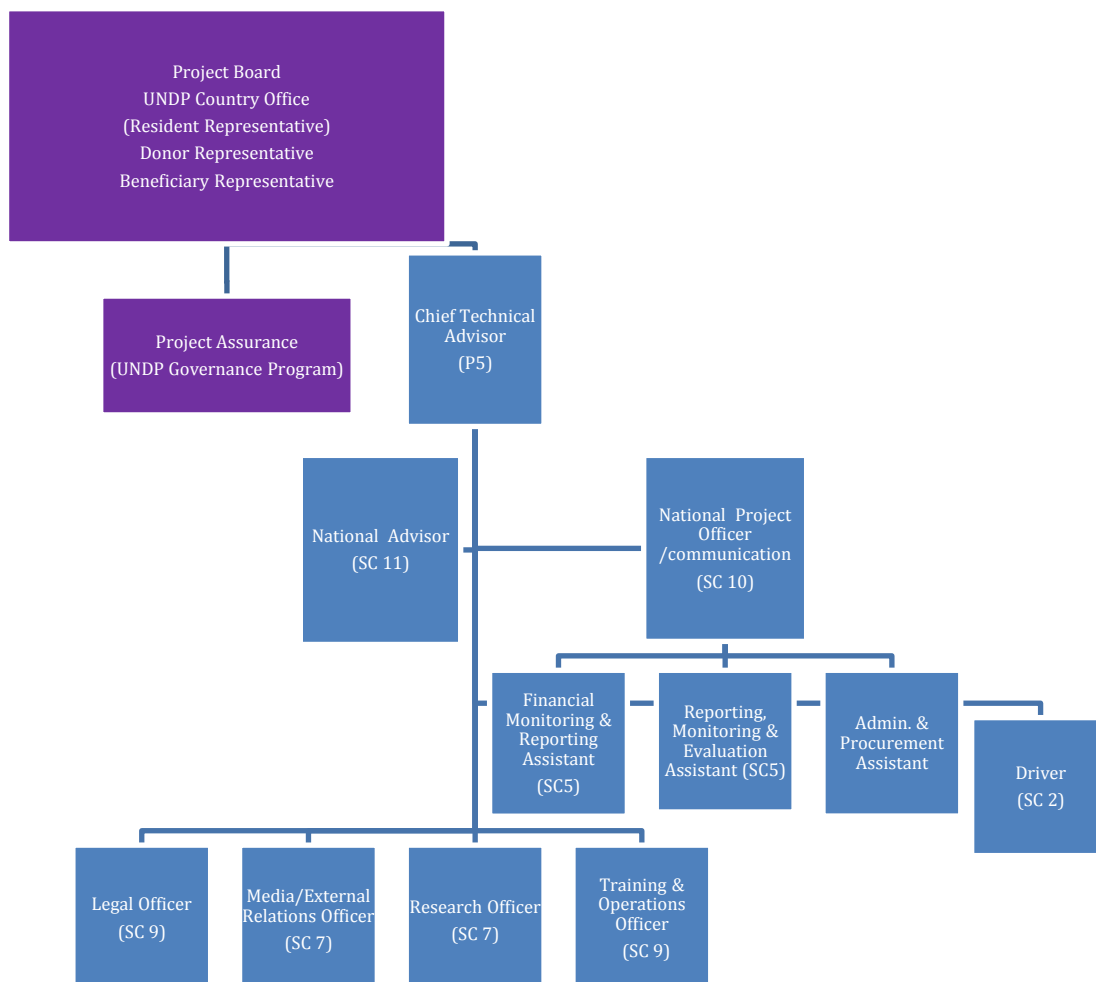 Project Board
UNDP Country Office
(Resident Representative)
Donor Representative
Beneficiary Representative
Project Assurance
(UNDP Governance Program)
Chief Technical
Advisor
(P5)
National Advisor
(SC 11)
National Project
Officer
/communication
(SC 10)
Financial
Monitoring &
Reporting
Assistant
(SC5)
Reporting,
Monitoring &
Evaluation
Assistant (SC5)
Admin. &
Procurement
Assistant
Driver
(SC 2)
Legal Officer
(SC 9)
Media/External
Relations Officer
(SC 7)
Research Officer
(SC 7)
Training &
Operations
Officer
(SC 9)